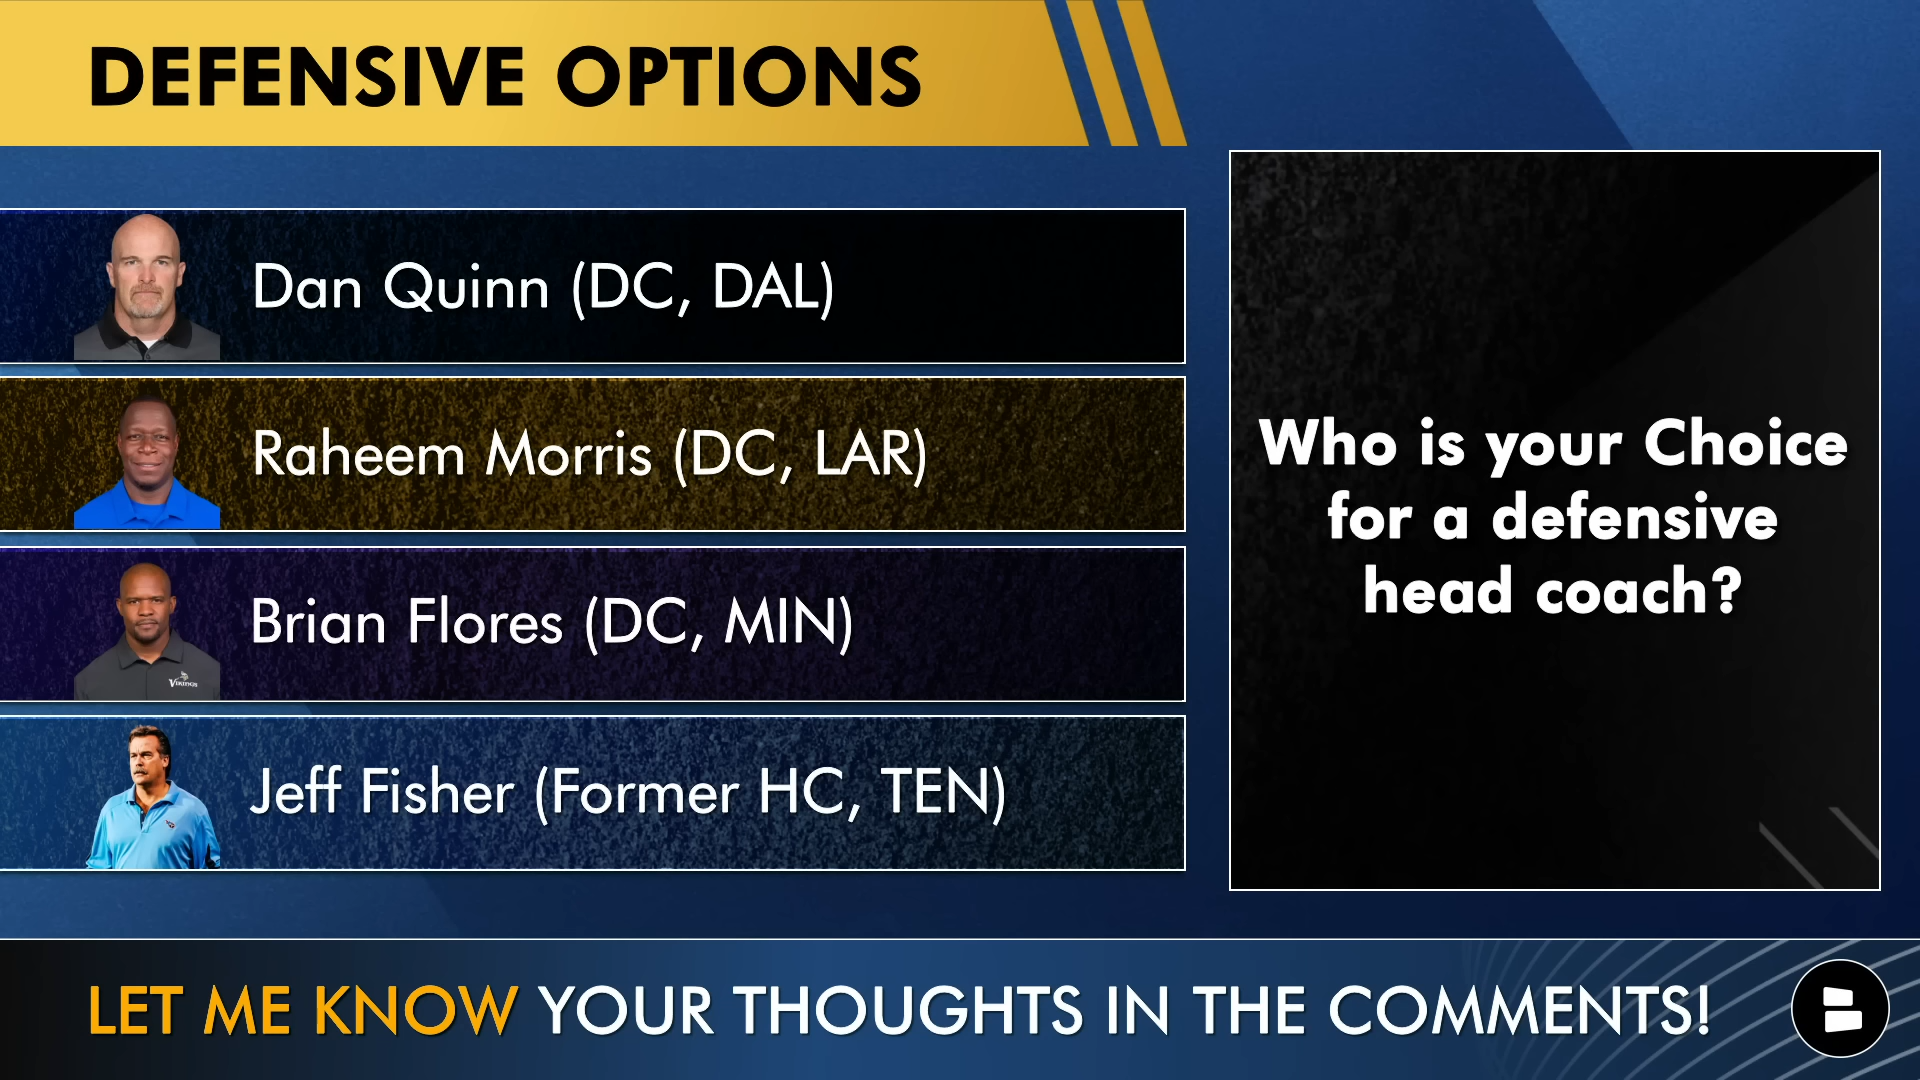 DEFENSIVE OPTIONS
Dan Quinn (DC, DAL)
Raheem Morris (DC, LAR)
Brian Flores (DC, MIN)
VIKINGS
Jeff Fisher (Former HC, TEN)
Who is your Choice
for a defensive
head coach?
LET ME KNOW YOUR THOUGHTS IN THE COMMENTS!